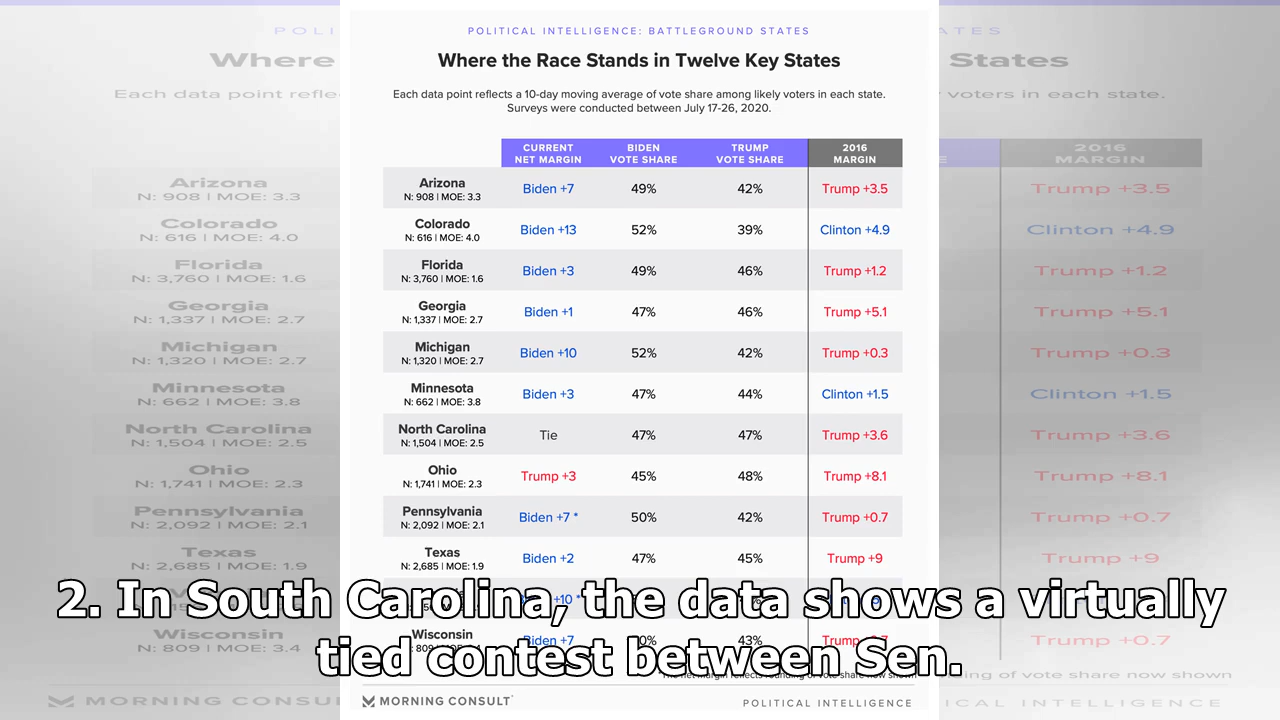 POLITICAL INTELLIGENCE: BATTLEGROUND STATES
Where the Race Stands in Twelve Key States
Each data point reflects a 10-day moving average of vote share among likely voters in each state.
Surveys were conducted between July 17-26, 2020.
CURRENT NET MARGIN BIDEN VOTE SHARE TRUMP VOTE SHARE 2016 MARGIN
Arizona
N: 908 | MOE: 3.3 Biden +7 49% 42% Trump +3.5
Colorado
N: 616 | MOE: 4.0 Biden +13 52% 39% Clinton +4.9
Florida
N: 3,760 | MOE: 1.6 Biden +3 49% 46% Trump +1.2
Georgia
N: 1,337 | MOE: 2.7 Biden +1 47% 46% Trump +5.1
Michigan
N: 1,320 | MOE: 2.7 Biden +10 52% 42% Trump +0.3
Minnesota
N: 662 | MOE: 3.8 Biden +3 47% 44% Clinton +1.5
North Carolina
N: 1,504 | MOE: 2.5 Tie 47% 47% Trump +3.6
Ohio
N: 1,741 | MOE: 2.3 Trump +3 45% 48% Trump +8.1
Pennsylvania
N: 2,092 | MOE: 2.1 Biden +7 * 50% 42% Trump +0.7
Texas
N: 2,685 | MOE: 1.9 Biden +2 47% 45% Trump +9
2. In South Carolina, the data shows a virtually
Wisconsin
N: 809 | MOE: 3.4 Biden +7 43% Trump +0.7
tied contest between Sen.
MORNING CONSULT
POLITICAL INTELLIGENCE